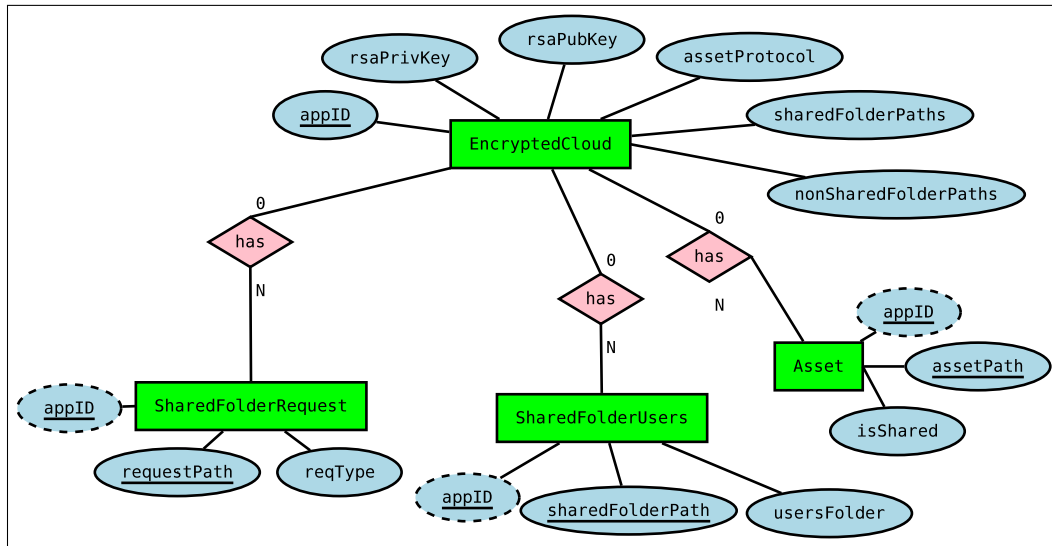 rsaPubKey
rsaPrivKey
assetProtocol
appID
sharedFolderPaths
EncryptedCloud
nonSharedFolderPaths
0
0
has
has
0
has
N
N
appID
N
Asset
assetPath
appID
SharedFolderRequest
SharedFolderUsers
isShared
requestPath
reqType
appID
sharedFolderPath
usersFolder